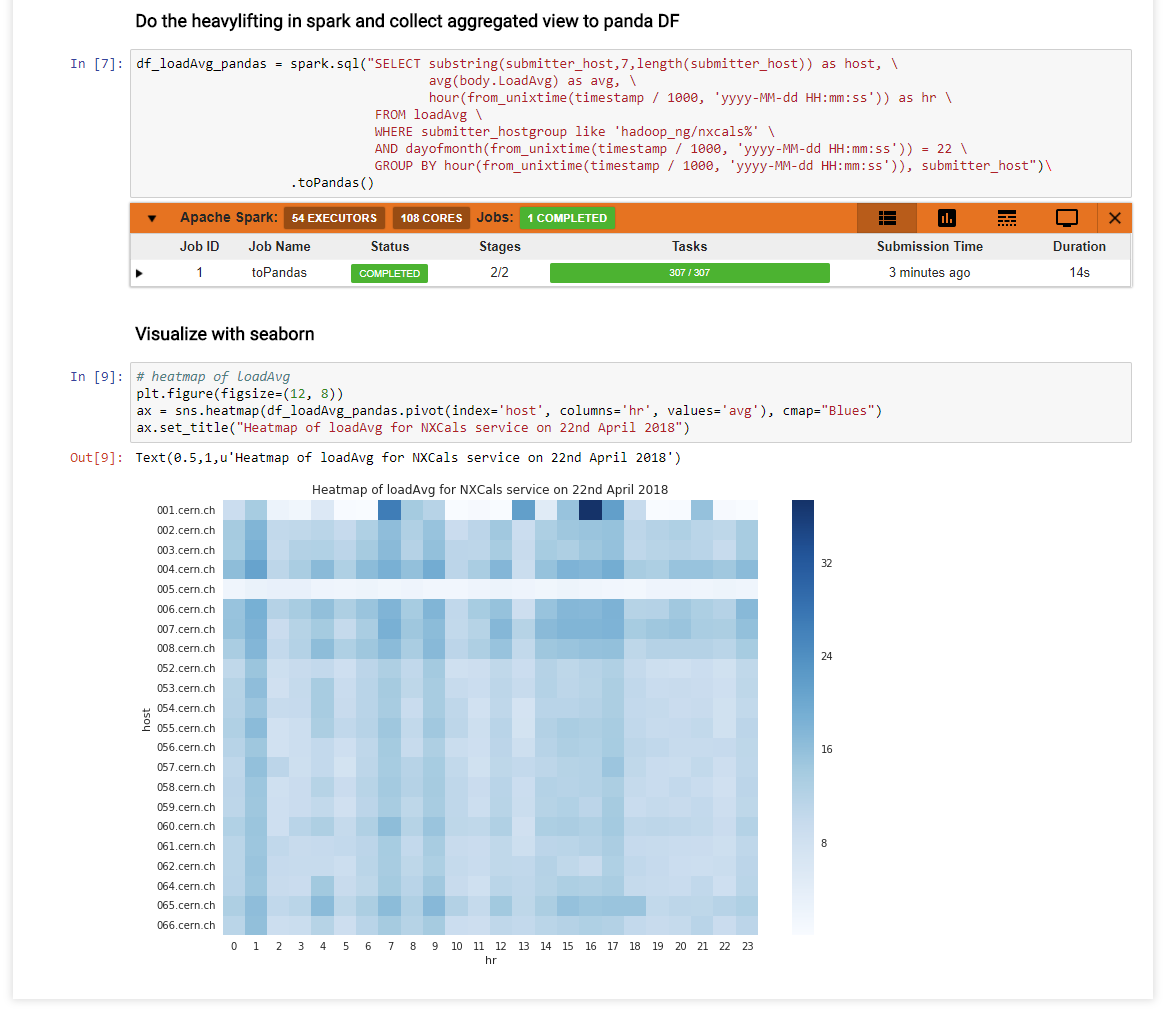 Do the heavylifting in spark and collect aggregated view to panda DF
In [7]: df_loadAvg_pandas = spark.sql("SELECT substring(submitter_host,7,length(submitter_host)) as host, \
avg(body.LoadAvg) as avg, \
hour(from_unixtime(timestamp / 1000, 'yyyy-MM-dd HH:mm:ss')) as hr \
FROM loadAvg \
WHERE submitter_hostgroup like 'hadoop_ng/nxcals%' \
AND dayofmonth(from_unixtime(timestamp / 1000, 'yyyy-MM-dd HH:mm:ss')) = 22 \
GROUP BY hour(from_unixtime(timestamp / 1000, 'yyyy-MM-dd HH:mm:ss')), submitter_host")\
.toPandas()
Apache Spark: 54 EXECUTORS 108 CORES Jobs: 1 COMPLETED
Job ID Job Name Status Stages Tasks Submission Time Duration
1 toPandas COMPLETED 2/2 307 / 307 3 minutes ago 14s
Visualize with seaborn
In [9]: # heatmap of loadAvg
plt.figure(figsize=(12, 8))
ax = sns.heatmap(df_loadAvg_pandas.pivot(index='host', columns='hr', values='avg'), cmap="Blues")
ax.set_title("Heatmap of loadAvg for NXCals service on 22nd April 2018")
Out[9]: Text(0.5,1,u'Heatmap of loadAvg for NXCals service on 22nd April 2018')
Heatmap of loadAvg for NXCals service on 22nd April 2018
host
001.cern.ch
002.cern.ch
003.cern.ch
004.cern.ch
005.cern.ch
006.cern.ch
007.cern.ch
008.cern.ch
052.cern.ch
053.cern.ch
054.cern.ch
055.cern.ch
056.cern.ch
057.cern.ch
058.cern.ch
059.cern.ch
060.cern.ch
061.cern.ch
062.cern.ch
064.cern.ch
065.cern.ch
066.cern.ch
0 1 2 3 4 5 6 7 8 9 10 11 12 13 14 15 16 17 18 19 20 21 22 23
hr
32
24
16
8